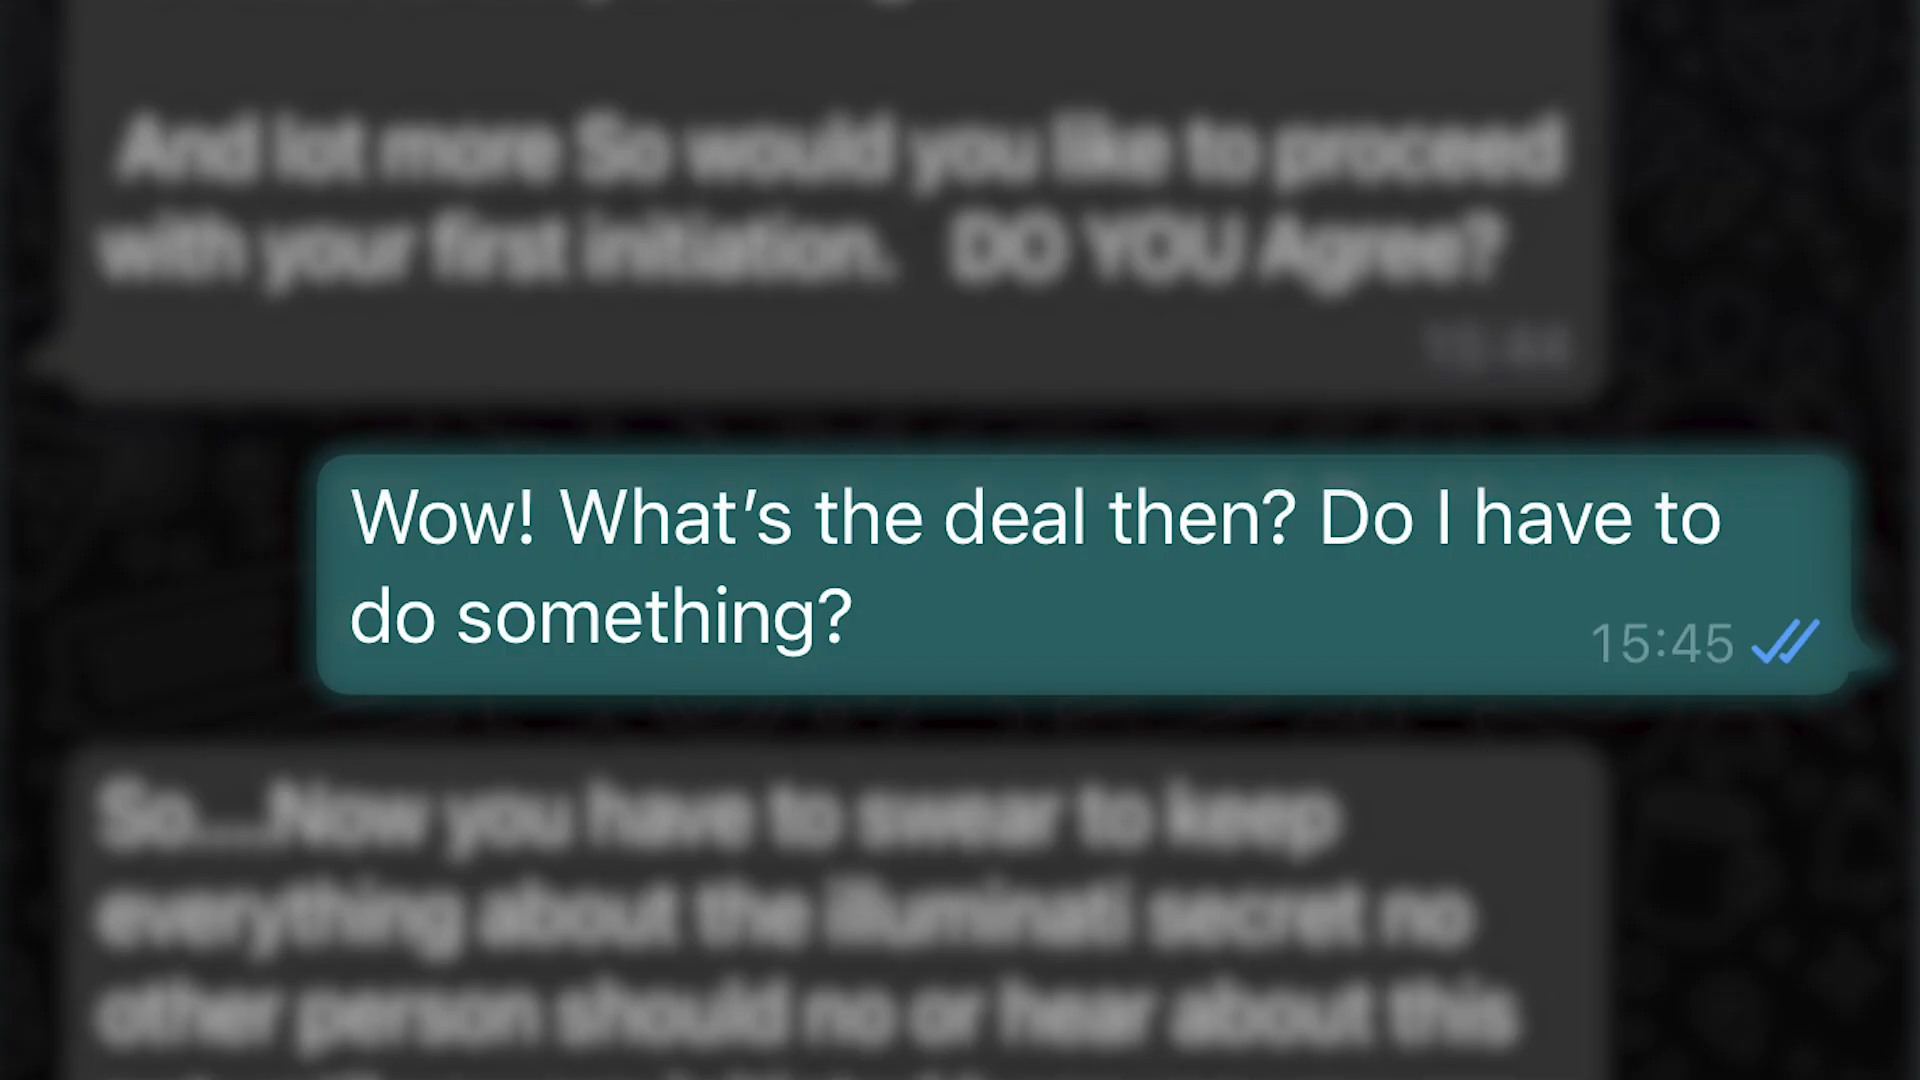 And lot more So would you like to proceed
with your first initiation. DO YOU Agree?
15:44
Wow! What's the deal then? Do I have to
do something?
15:45
So....Now you have to swear to keep
everything about the illuminati secret no
other person should no or hear about this